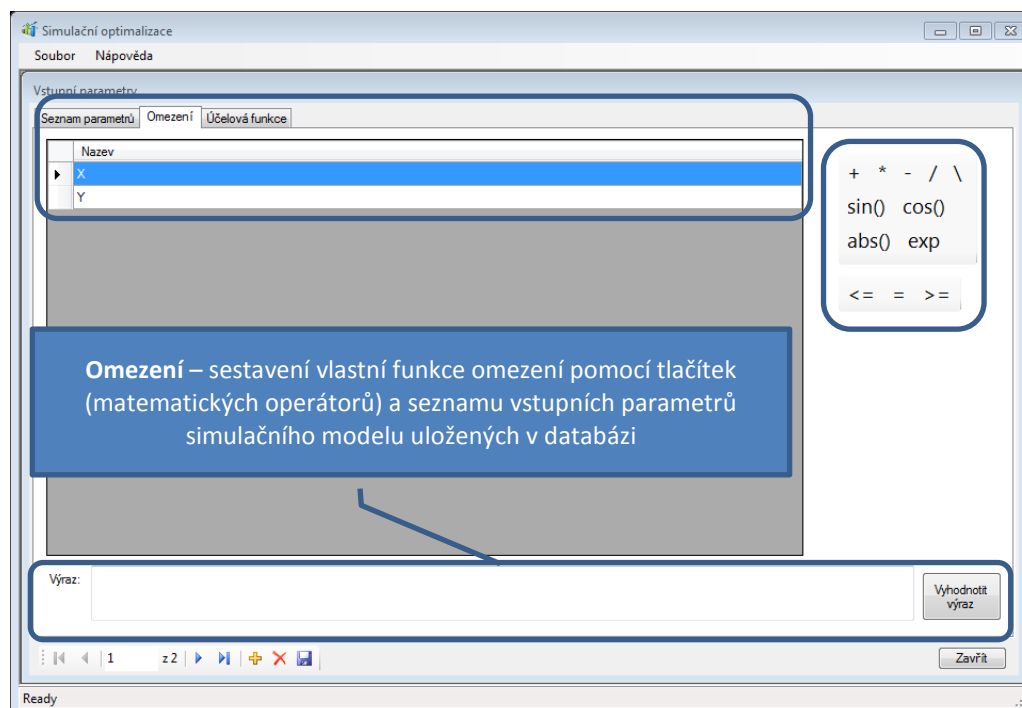 Simulační optimalizace
Soubor Nápověda
Vstupní parametry
Seznam parametrů Omezení Účelová funkce
Nazev
X
Y
+ * - / \
sin() cos()
abs() exp
<= = >=
Omezení – sestavení vlastní funkce omezení pomocí tlačítek
(matematických operátorů) a seznamu vstupních parametrů
simulačního modelu uložených v databázi
Výraz:
Vyhodnotit
výraz
1 z 2
Zavřít
Ready